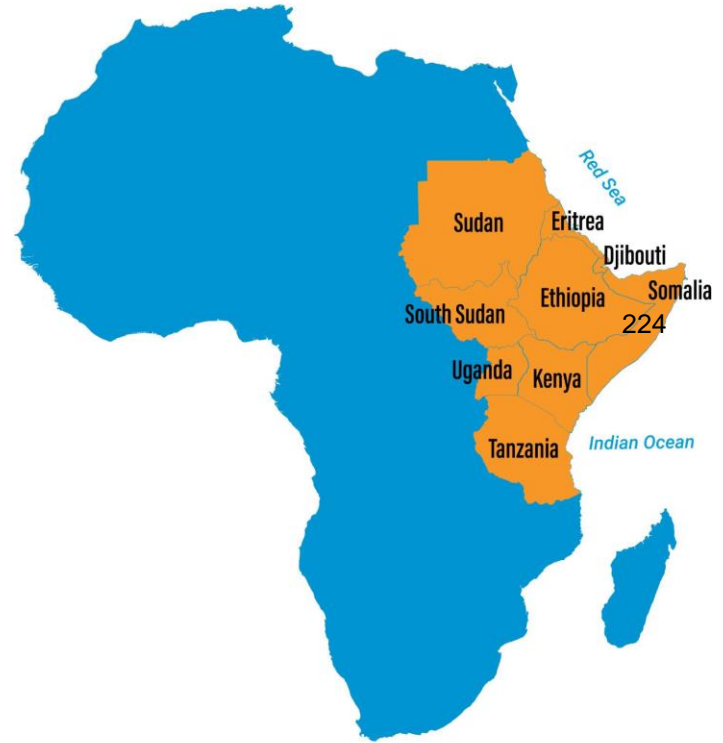 Red Sea
Sudan
Eritrea
Djibouti
Somalia
Ethiopia
South Sudan
224
Uganda
Kenya
Indian Ocean
Tanzania